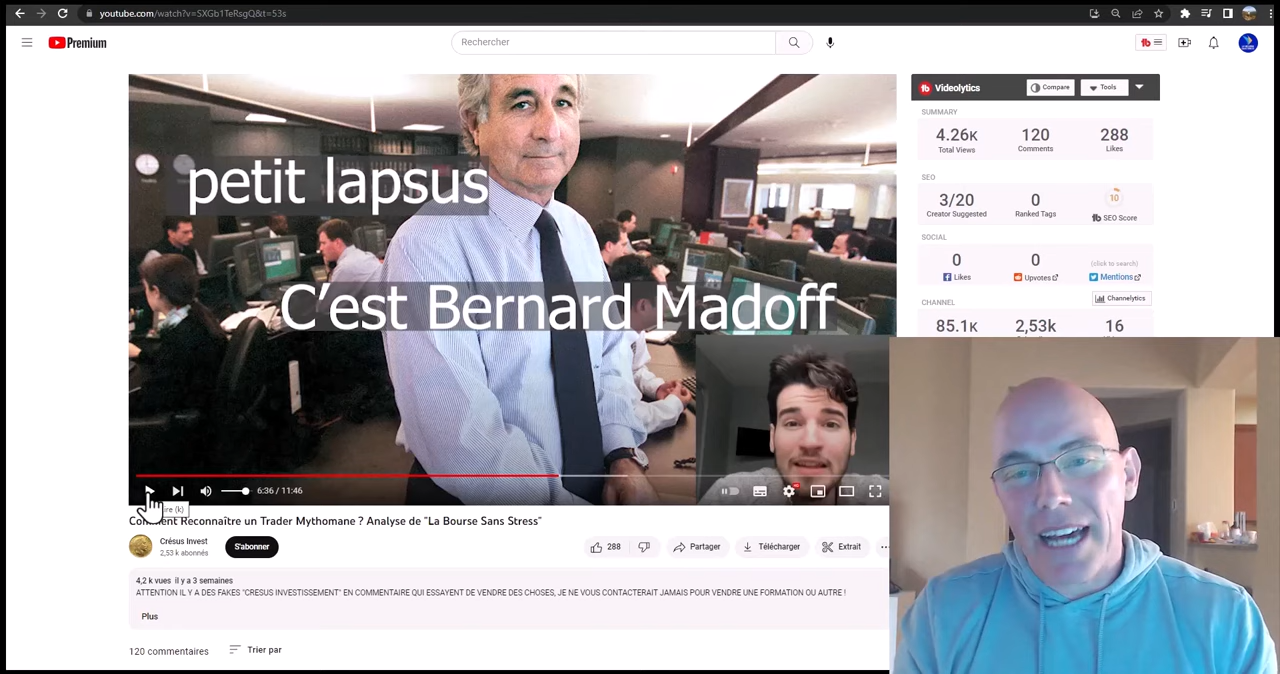 youtube.com/watch?v=SXGb1TeRsgQ&t=53s
Premium
Rechercher
petit lapsus
C'est Bernard Madoff
6:36 / 11:46
Comment Reconnaître un Trader Mythomane ? Analyse de "La Bourse Sans Stress"
Crésus Invest
2,53 k abonnés
S'abonner
288
Partager
Télécharger
Extrait
4,2 k vues il y a 3 semaines
ATTENTION IL Y A DES FAKES "CRESUS INVESTISSEMENT" EN COMMENTAIRE QUI ESSAYENT DE VENDRE DES CHOSES, JE NE VOUS CONTACTERAIT JAMAIS POUR VENDRE UNE FORMATION OU AUTRE !
Plus
120 commentaires
Trier par
Videolytics
Compare
Tools
SUMMARY
4.26K 120 288
Total Views Comments Likes
SEO
3/20 0 10
Creator Suggested Ranked Tags SEO Score
SOCIAL
0 0 (click to search)
Likes Upvotes Mentions
Channelytics
CHANNEL
85.1K 2,53k 16